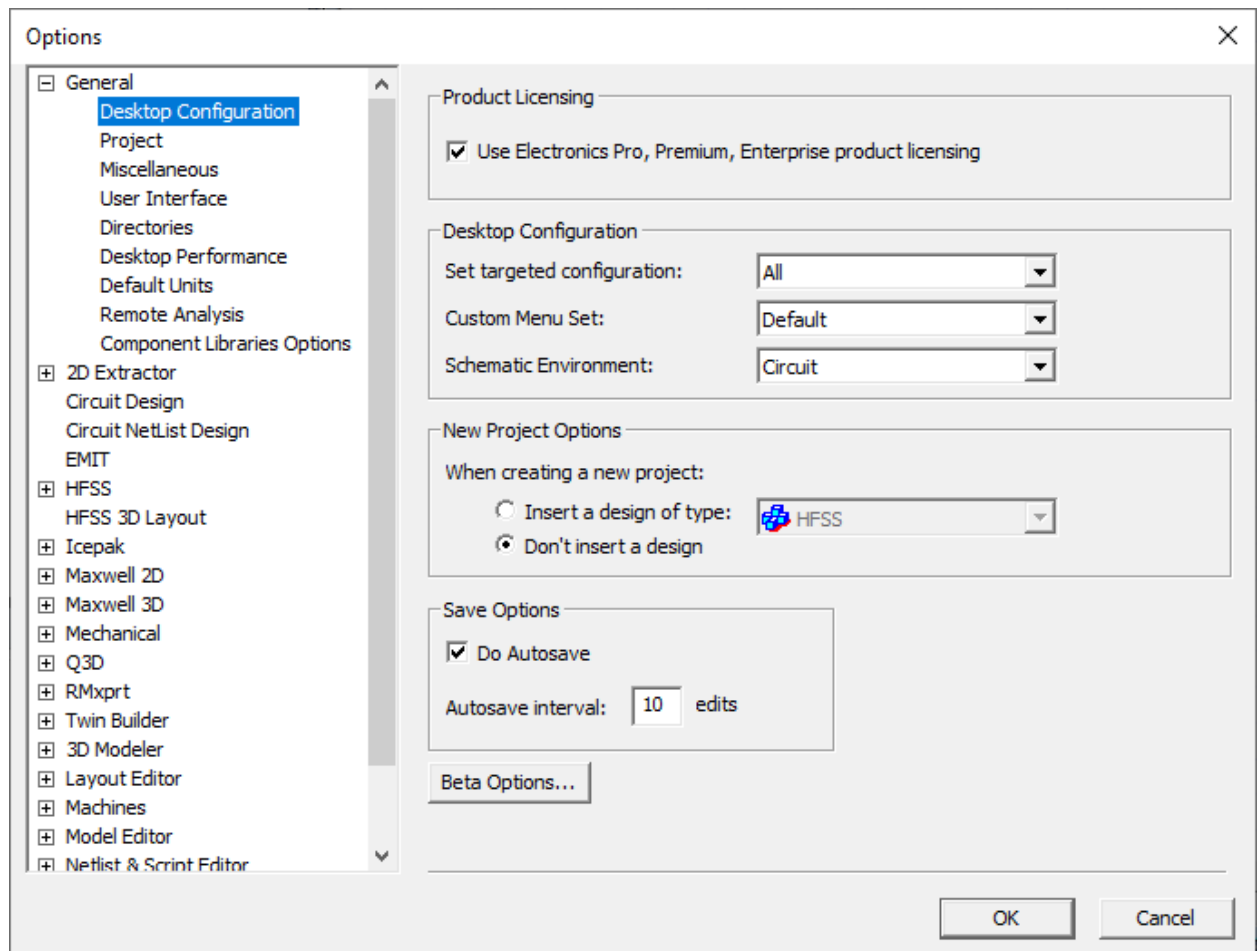 Options
General
Desktop Configuration
Project
Miscellaneous
User Interface
Directories
Desktop Performance
Default Units
Remote Analysis
Component Libraries Options
2D Extractor
Circuit Design
Circuit NetList Design
EMIT
HFSS
HFSS 3D Layout
Icepak
Maxwell 2D
Maxwell 3D
Mechanical
Q3D
RMxprt
Twin Builder
3D Modeler
Layout Editor
Machines
Model Editor
Netlist & Script Editor
Product Licensing
Use Electronics Pro, Premium, Enterprise product licensing
Desktop Configuration
Set targeted configuration: All
Custom Menu Set: Default
Schematic Environment: Circuit
New Project Options
When creating a new project:
Insert a design of type: HFSS
Don't insert a design
Save Options
Do Autosave
Autosave interval: 10 edits
Beta Options...
OK Cancel